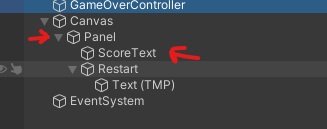 GameOverController
Canvas
Panel
ScoreText
Restart
Text (TMP)
EventSystem